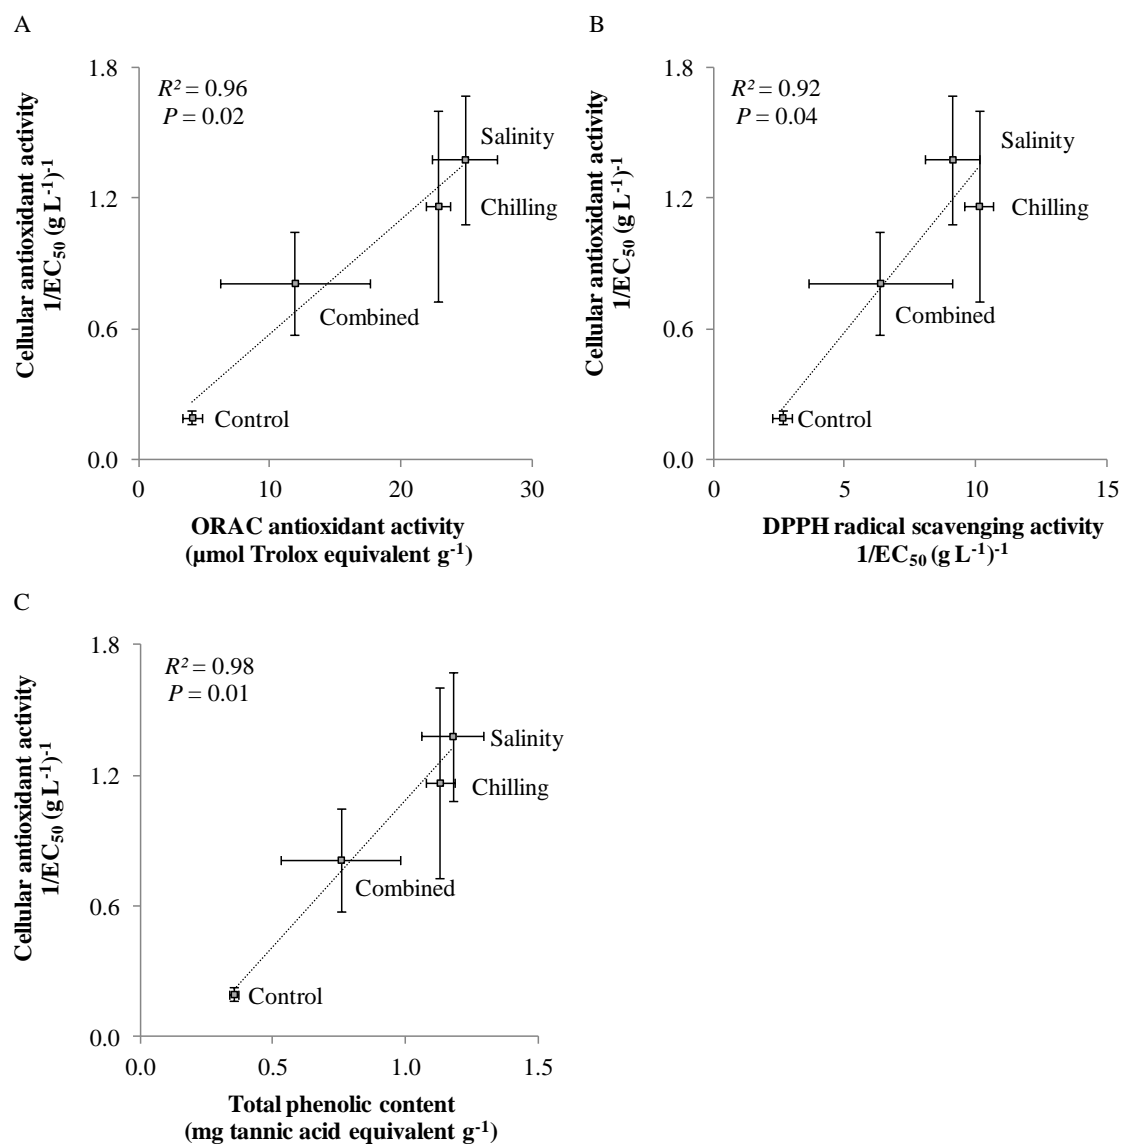 A
Cellular antioxidant activity
1/EC₅₀ (g L⁻¹)⁻¹
1.8
1.2
0.6
0.0
R² = 0.96
P = 0.02
Salinity
Chilling
Combined
Control
0 10 20 30
ORAC antioxidant activity
(µmol Trolox equivalent g⁻¹)
B
Cellular antioxidant activity
1/EC₅₀ (g L⁻¹)⁻¹
1.8
1.2
0.6
0.0
R² = 0.92
P = 0.04
Salinity
Chilling
Combined
Control
0 5 10 15
DPPH radical scavenging activity
1/EC₅₀ (g L⁻¹)⁻¹
C
Cellular antioxidant activity
1/EC₅₀ (g L⁻¹)⁻¹
1.8
1.2
0.6
0.0
R² = 0.98
P = 0.01
Salinity
Chilling
Combined
Control
0.0 0.5 1.0 1.5
Total phenolic content
(mg tannic acid equivalent g⁻¹)